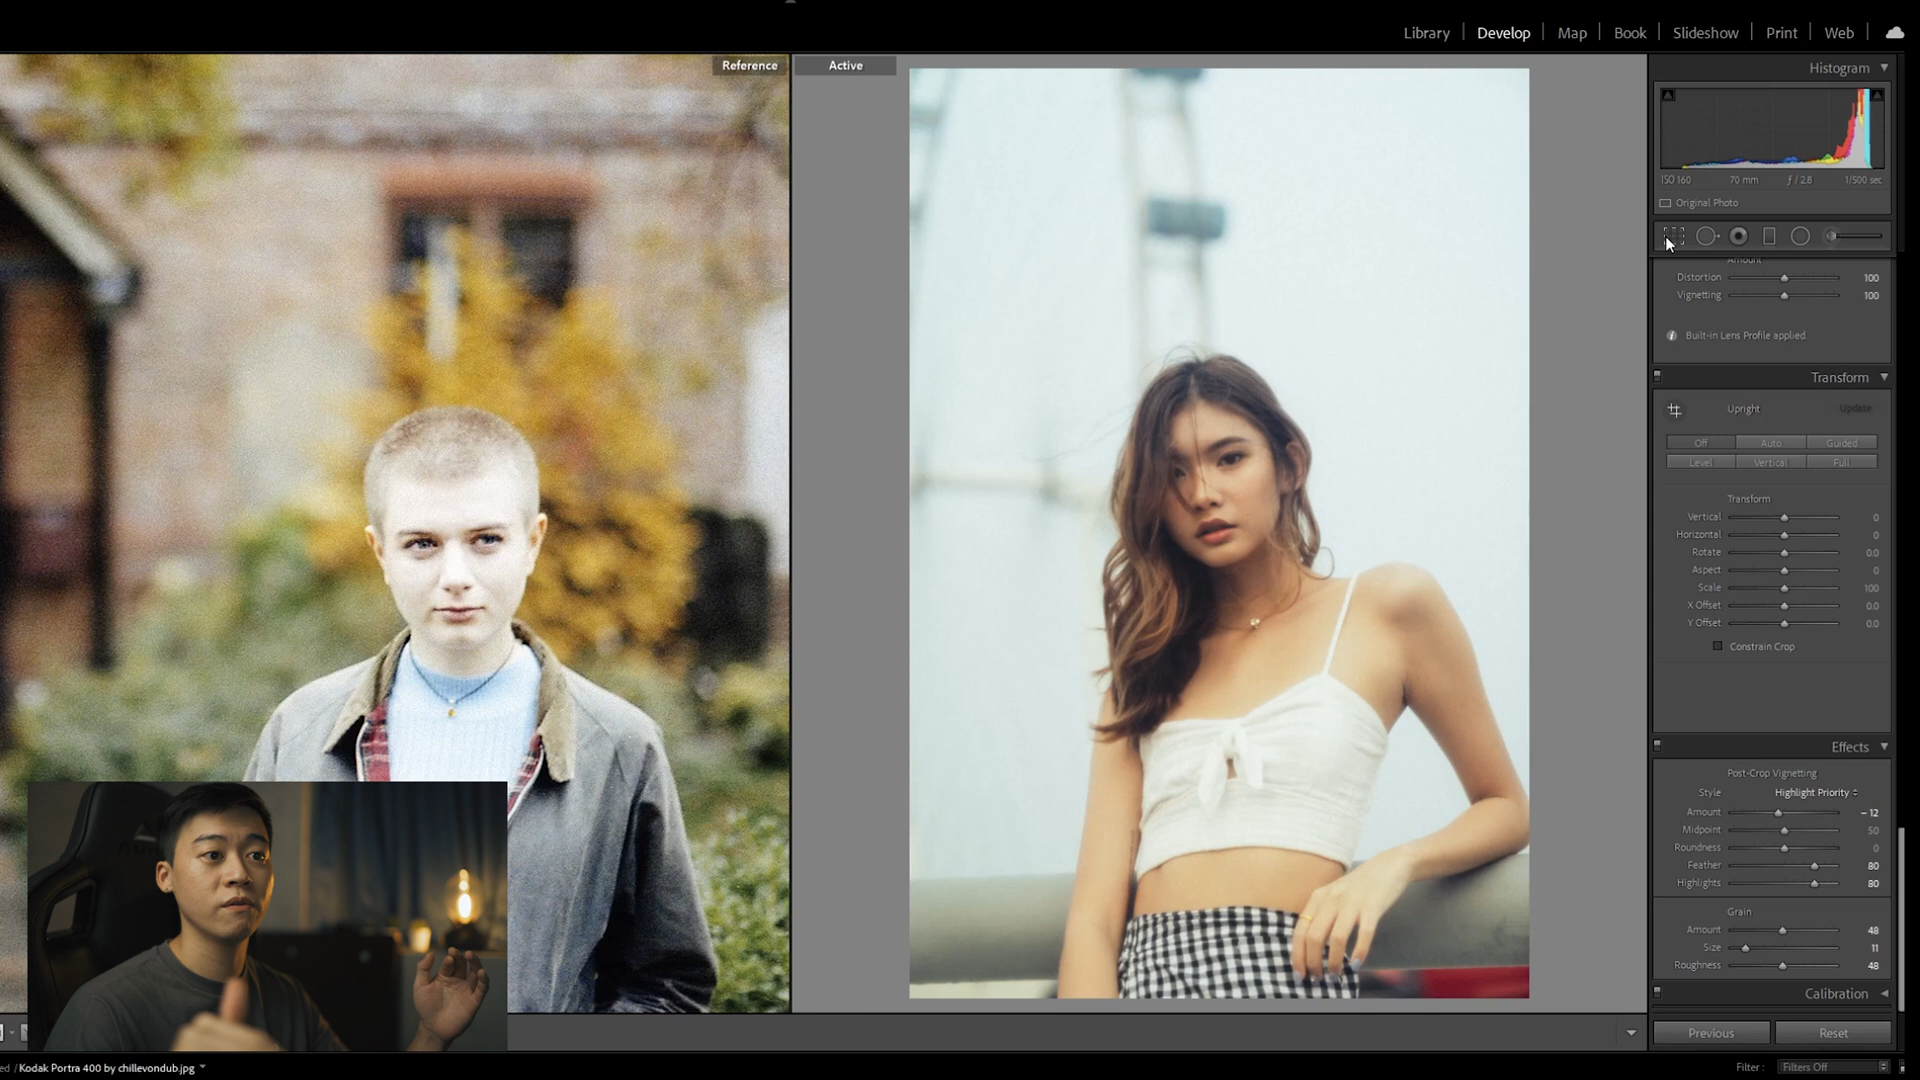 Library | Develop | Map | Book | Slideshow | Print | Web
Reference
Active
Histogram
ISO 160 70 mm ƒ / 2.8 1/500 sec
Original Photo
Amount
Distortion 100
Vignetting 100
Built-in Lens Profile applied.
Transform
Upright Update
Off Auto Guided
Level Vertical Full
Transform
Vertical 0
Horizontal 0
Rotate 0.0
Aspect 0
Scale 100
X Offset 0.0
Y Offset 0.0
Constrain Crop
Effects
Post-Crop Vignetting
Style Highlight Priority
Amount – 12
Midpoint 50
Roundness 0
Feather 80
Highlights 80
Grain
Amount 48
Size 11
Roughness 48
Calibration
Previous Reset
ed / Kodak Portra 400 by chillevondub.jpg
Filter : Filters Off